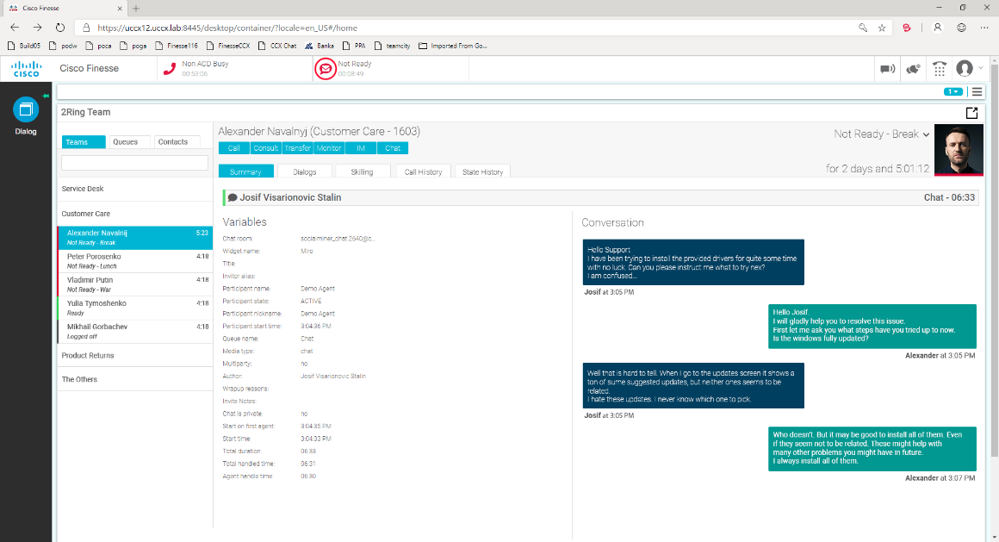 Cisco Finesse
https://uccx12.uccx.lab:8445/desktop/container/?locale=en_US#/home
Build05 podw poca poga Finesse116 FinesseCCX CCX Chat Banka PPA teamcity Imported From Goo...
CISCO
Cisco Finesse
Non ACD Busy
00:53:06
Not Ready
00:08:49
1
Dialog
2Ring Team
Teams Queues Contacts
Service Desk
Customer Care
Alexander Navalnij 5:23
Not Ready - Break
Peter Porosenko 4:18
Not Ready - Lunch
Vladimir Putin 4:18
Not Ready - War
Yulia Tymoshenko 4:18
Ready
Mikhail Gorbachev 4:18
Logged off
Product Returns
The Others
Alexander Navalnyj (Customer Care - 1603)
Call Consult Transfer Monitor IM Chat
Not Ready - Break
for 2 days and 5:01:12
Summary Dialogs Skilling Call History State History
Josif Visarionovic Stalin Chat - 06:33
Variables
Chat room: socialminer_chat.2640@c...
Widget name: Miro
Title:
Invitor alias:
Participant name: Demo Agent
Participant state: ACTIVE
Participant nickname: Demo Agent
Participant start time: 3:04:36 PM
Queue name: Chat
Media type: chat
Multiparty: no
Author: Josif Visarionovic Stalin
Wrapup reasons:
Invite Notes:
Chat is private: no
Start on first agent: 3:04:35 PM
Start time: 3:04:33 PM
Total duration: 06:33
Total handled time: 06:31
Agent handle time 06:30
Conversation
Hello Support
I have been trying to install the provided drivers for quite some time
with no luck. Can you please instruct me what to try nex?
I am confused...
Josif at 3:05 PM
Hello Josif.
I will gladly help you to resolve this issue.
First let me ask you what steps have you tried up to now.
Is the windows fully updated?
Alexander at 3:05 PM
Well that is hard to tell. When I go to the updates screen it shows a
ton of sume suggested updates, but neither ones seems to be
related.
I hate these updates. I never know which one to pick.
Josif at 3:05 PM
Who doesn't. But it may be good to install all of them. Even
if they seem not to be related. These might help with
many other problems you might have in future.
I always install all of them.
Alexander at 3:07 PM